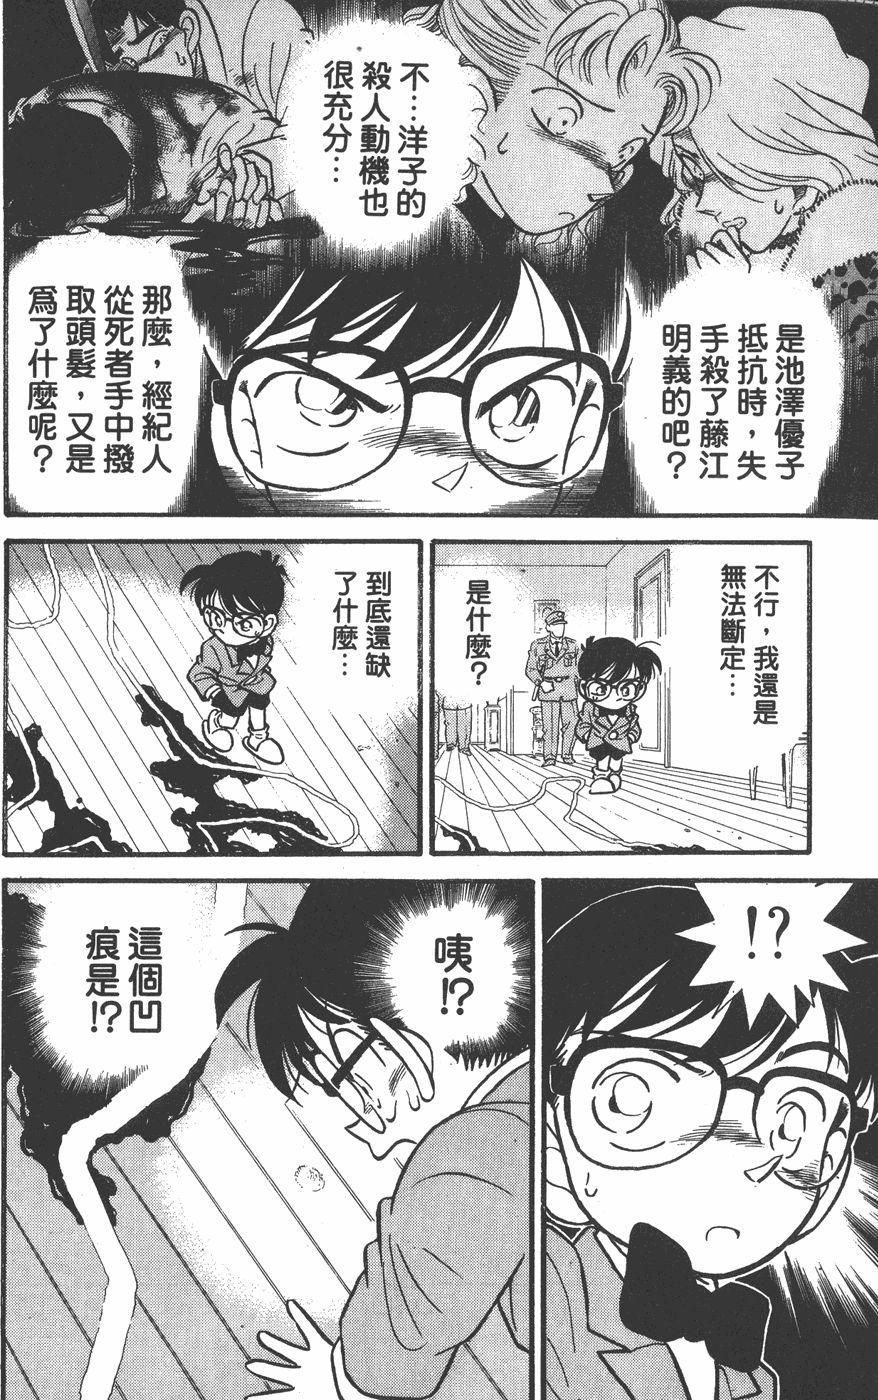 是池澤優子
抵抗時，失
手殺了藤江
明義的吧？
不…洋子的
殺人動機也
很充分…
那麼，經紀人
從死者手中撥
取頭髮，又是
爲了什麼呢？
不行，我還是
無法斷定…
是什麼？
到底還缺
了什麼…
!?
咦!?
這個凹
痕是!?